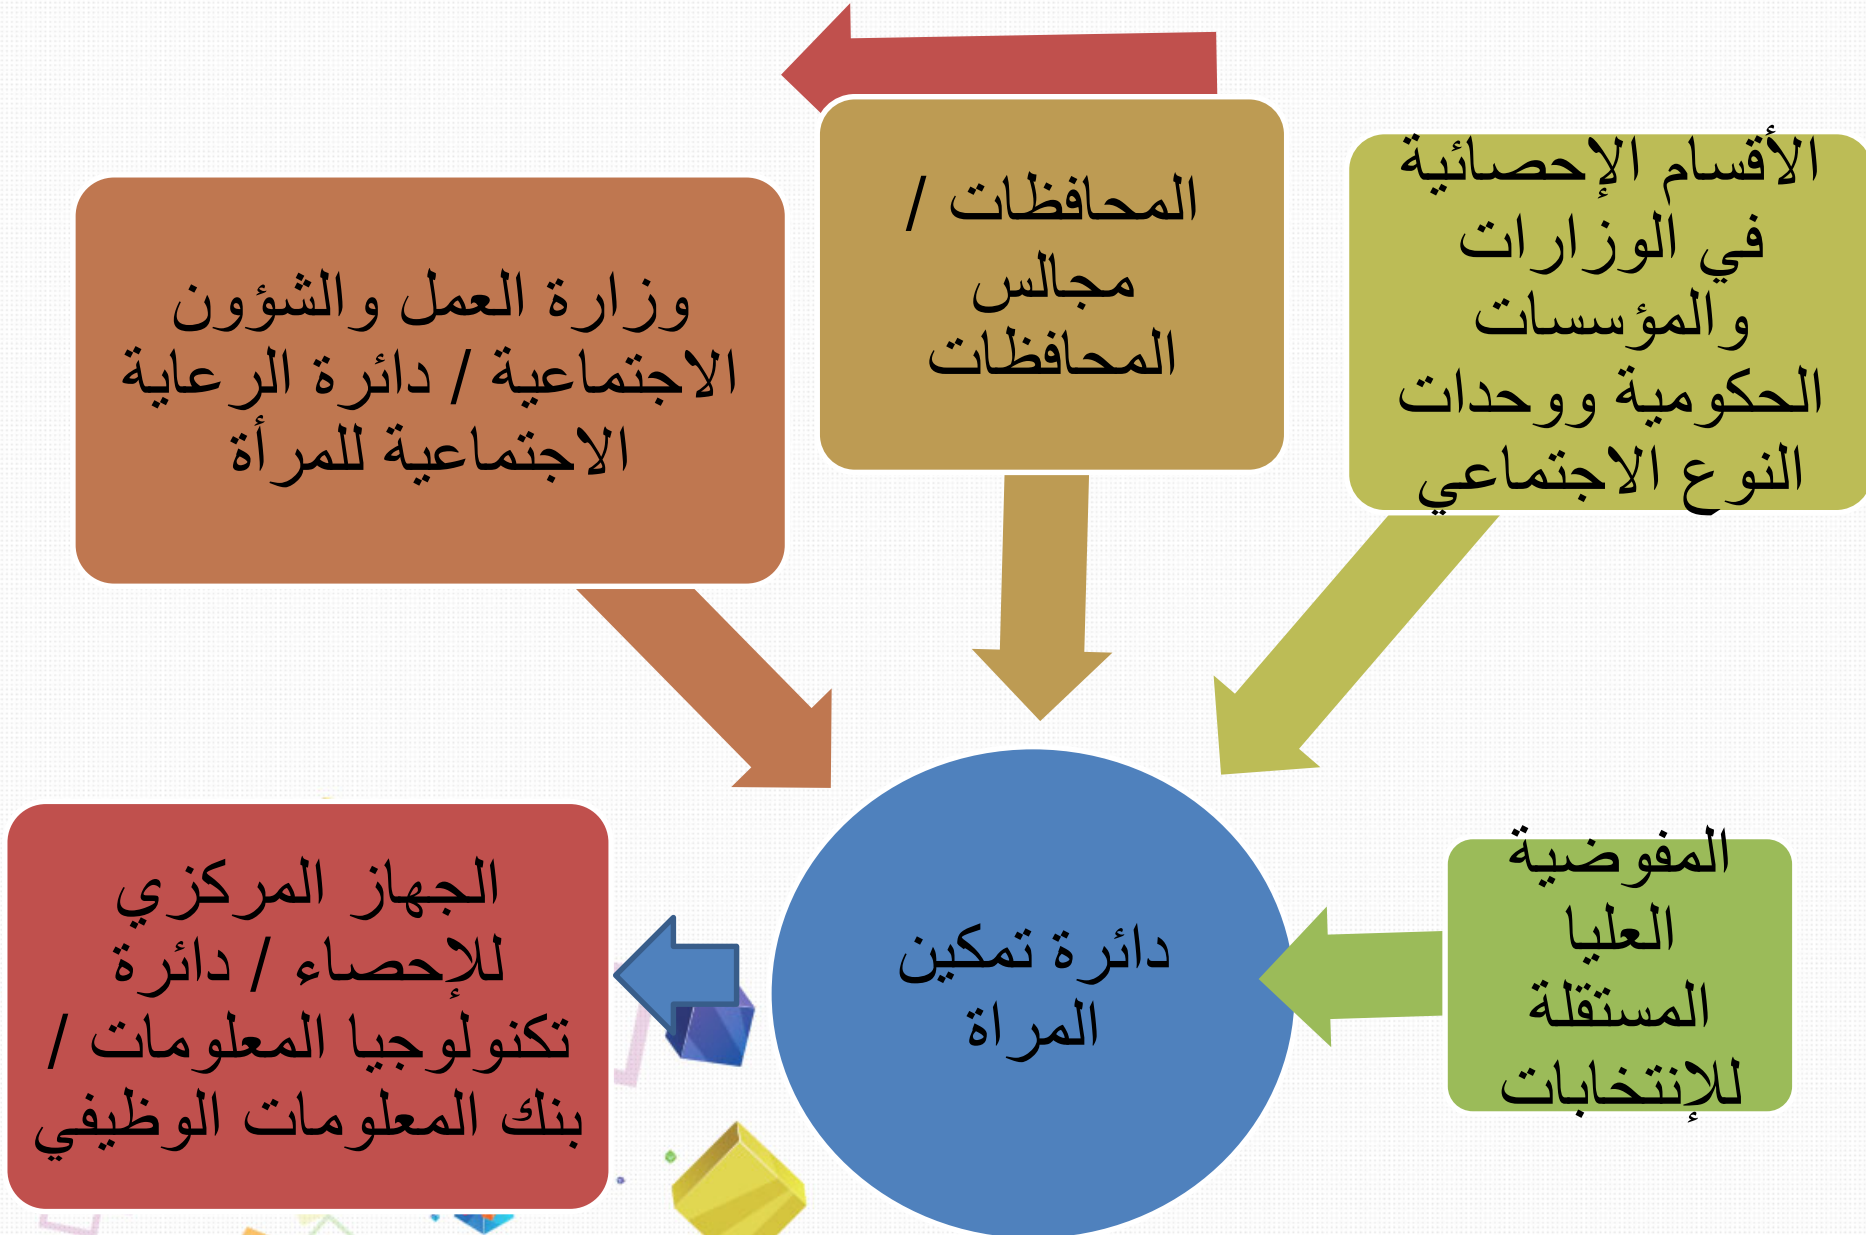 الأقسام الإحصائية
في الوزارات
والمؤسسات
الحكومية ووحدات
النوع الاجتماعي
المحافظات /
مجالس
المحافظات
وزارة العمل والشؤون
الاجتماعية / دائرة الرعاية
الاجتماعية للمرأة
المفوضية
العليا
المستقلة
للإنتخابات
دائرة تمكين
المراة
الجهاز المركزي
للإحصاء / دائرة
تكنولوجيا المعلومات /
بنك المعلومات الوظيفي